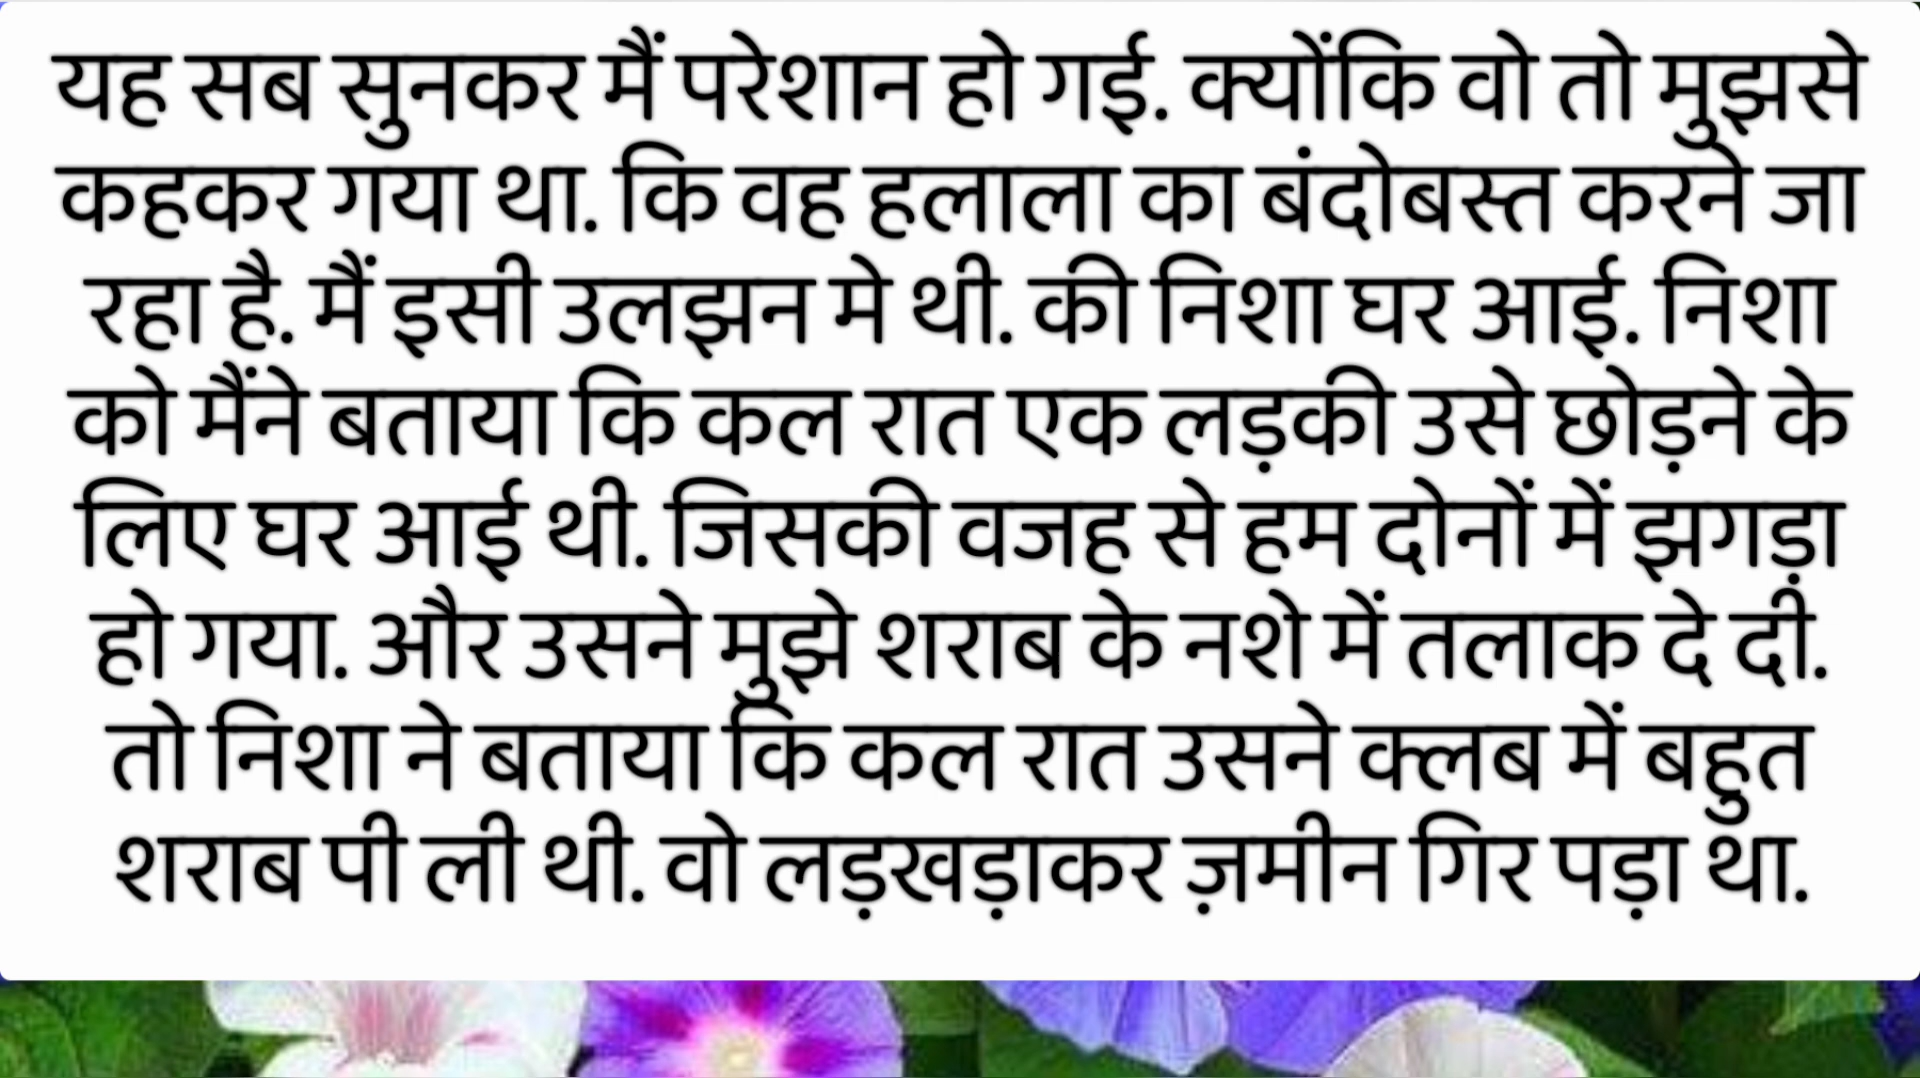 यह सब सुनकर मैं परेशान हो गई. क्योंकि वो तो मुझसे
कहकर गया था. कि वह हलाला का बंदोबस्त करने जा
रहा है. मैं इसी उलझन मे थी. की निशा घर आई. निशा
को मैंने बताया कि कल रात एक लड़की उसे छोड़ने के
लिए घर आई थी. जिसकी वजह से हम दोनों में झगड़ा
हो गया. और उसने मुझे शराब के नशे में तलाक दे दी.
तो निशा ने बताया कि कल रात उसने क्लब में बहुत
शराब पी ली थी. वो लड़खड़ाकर ज़मीन गिर पड़ा था.